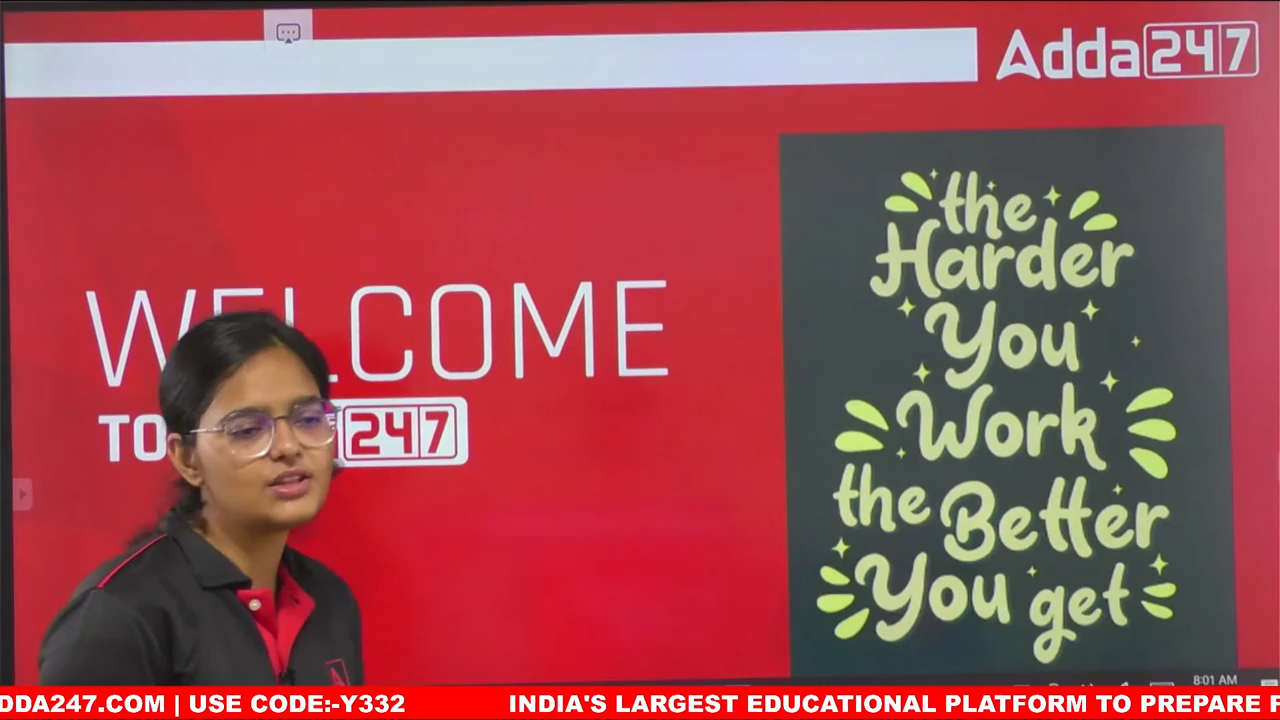 Adda247
the
Harder
You
Work
the Better
You get
WELCOME
TO 247
8:01 AM
DDA247.COM | USE CODE:-Y332
INDIA'S LARGEST EDUCATIONAL PLATFORM TO PREPARE F